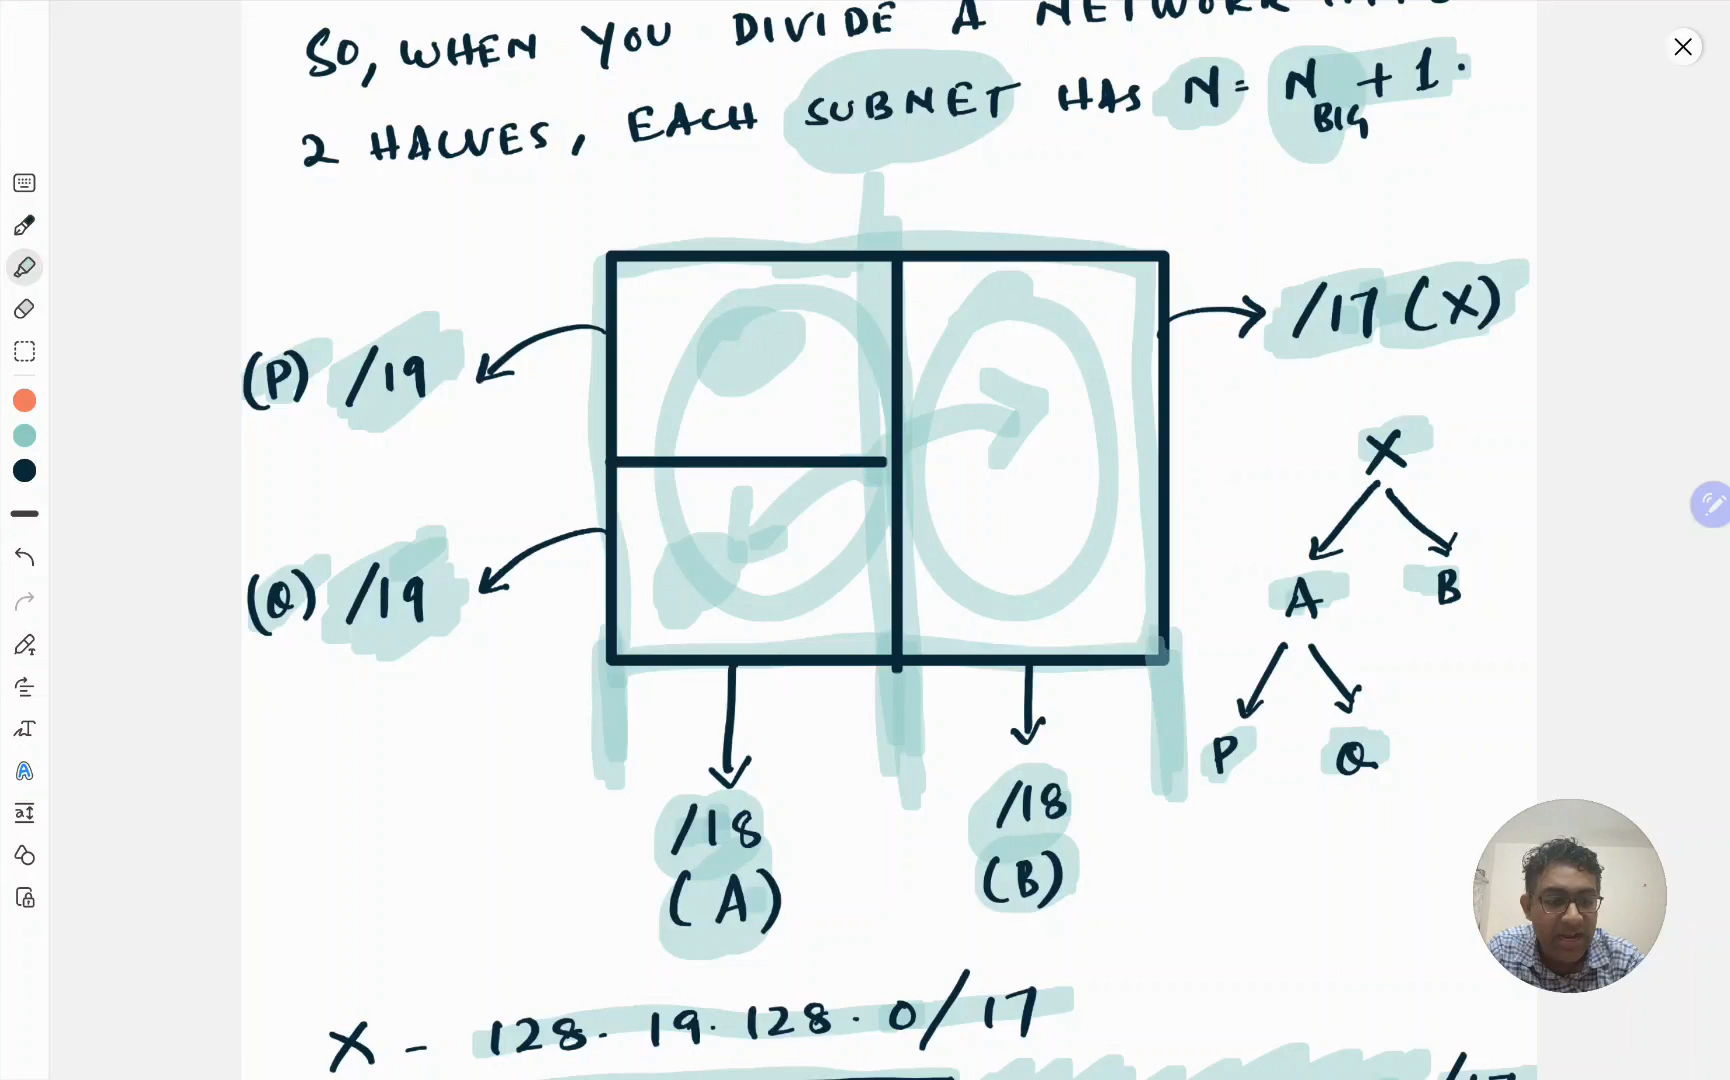 SO, WHEN YOU DIVIDE A NETWORK
2 HALVES, EACH SUBNET HAS N = N BIG + 1.
/17 (X)
(P) /19
X
A B
(Q) /19
P Q
/18 (A)
/18 (B)
X - 128.19.128.0/17